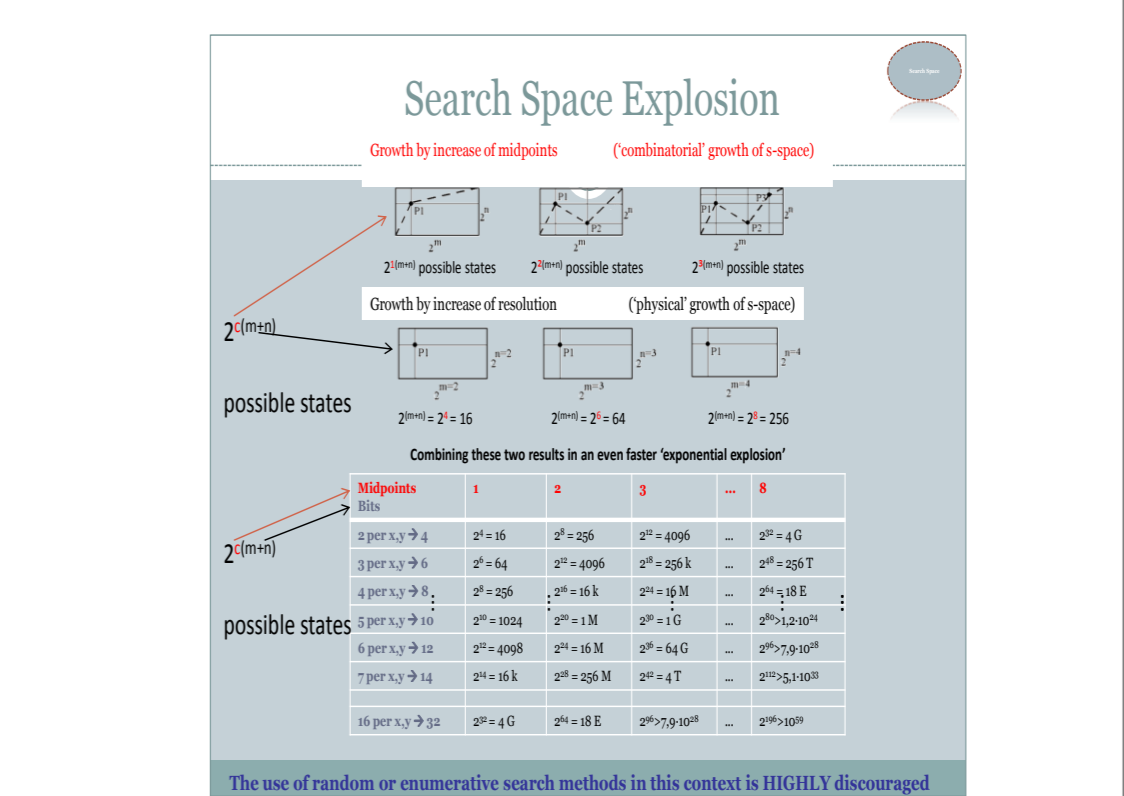 Search Space
Search Space Explosion
Growth by increase of midpoints ('combinatorial' growth of s-space)
P1 2ⁿ P1 P2 2ⁿ P1 P2 P3 2ⁿ
2ᵐ 2ᵐ 2ᵐ
2¹⁽ᵐ⁺ⁿ⁾ possible states 2²⁽ᵐ⁺ⁿ⁾ possible states 2³⁽ᵐ⁺ⁿ⁾ possible states
Growth by increase of resolution ('physical' growth of s-space)
2ᶜ⁽ᵐ⁺ⁿ⁾
possible states
P1 2ⁿ⁼² P1 2ⁿ⁼³ P1 2ⁿ⁼⁴
2ᵐ⁼² 2ᵐ⁼³ 2ᵐ⁼⁴
2⁽ᵐ⁺ⁿ⁾ = 2⁴ = 16 2⁽ᵐ⁺ⁿ⁾ = 2⁶ = 64 2⁽ᵐ⁺ⁿ⁾ = 2⁸ = 256
Combining these two results in an even faster 'exponential explosion'
2ᶜ⁽ᵐ⁺ⁿ⁾
possible states
Midpoints 1 2 3 ... 8
Bits
2 per x,y → 4 2⁴ = 16 2⁸ = 256 2¹² = 4096 ... 2³² = 4 G
3 per x,y → 6 2⁶ = 64 2¹² = 4096 2¹⁸ = 256 k ... 2⁴⁸ = 256 T
4 per x,y → 8 2⁸ = 256 2¹⁶ = 16 k 2²⁴ = 16 M ... 2⁶⁴ = 18 E
5 per x,y → 10 2¹⁰ = 1024 2²⁰ = 1 M 2³⁰ = 1 G ... 2⁸⁰>1,2·10²⁴
6 per x,y → 12 2¹² = 4098 2²⁴ = 16 M 2³⁶ = 64 G ... 2⁹⁶>7,9·10²⁸
7 per x,y → 14 2¹⁴ = 16 k 2²⁸ = 256 M 2⁴² = 4 T ... 2¹¹²>5,1·10³³
16 per x,y → 32 2³² = 4 G 2⁶⁴ = 18 E 2⁹⁶>7,9·10²⁸ ... 2¹⁹⁶>10⁵⁹
The use of random or enumerative search methods in this context is HIGHLY discouraged